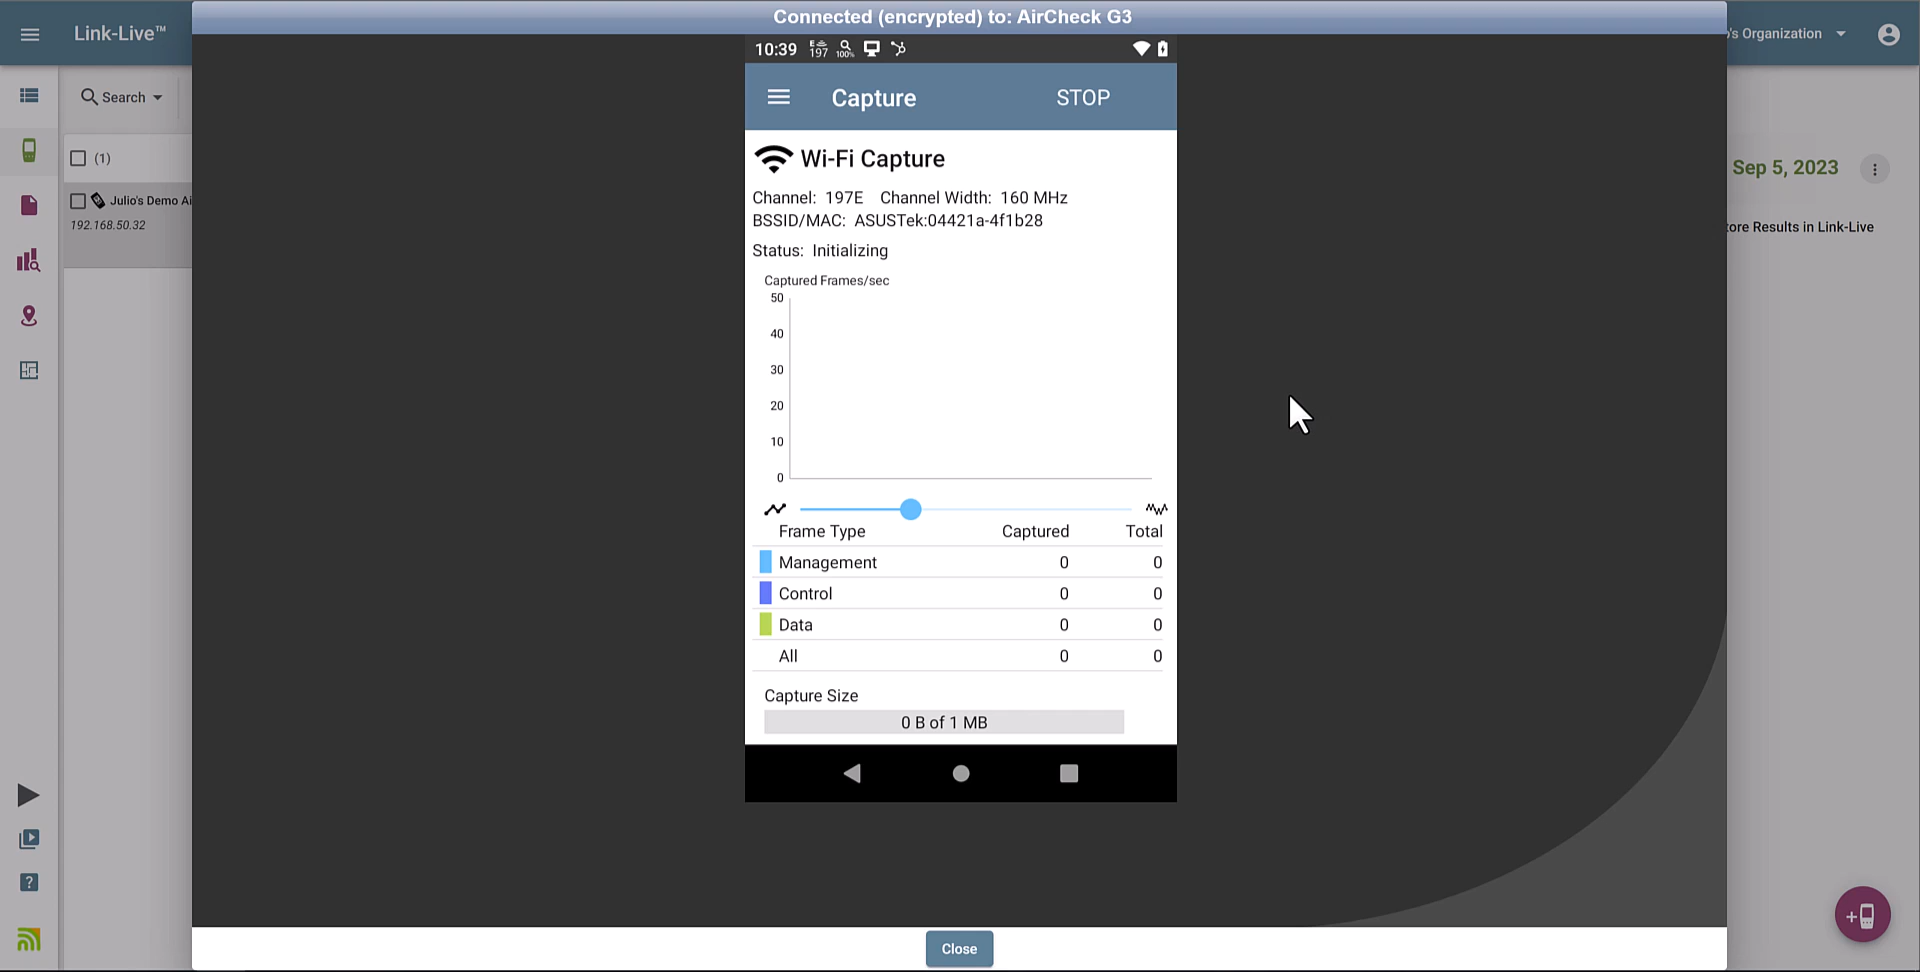 Connected (encrypted) to: AirCheck G3
Link-Live™
's Organization
10:39
E
197
100%
Capture
STOP
Search
(1)
Julio's Demo Ai
192.168.50.32
Sep 5, 2023
ore Results in Link-Live
Wi-Fi Capture
Channel: 197E Channel Width: 160 MHz
BSSID/MAC: ASUSTek:04421a-4f1b28
Status: Initializing
Captured Frames/sec
50
40
30
20
10
0
Frame Type Captured Total
Management 0 0
Control 0 0
Data 0 0
All 0 0
Capture Size
0 B of 1 MB
?
+
Close